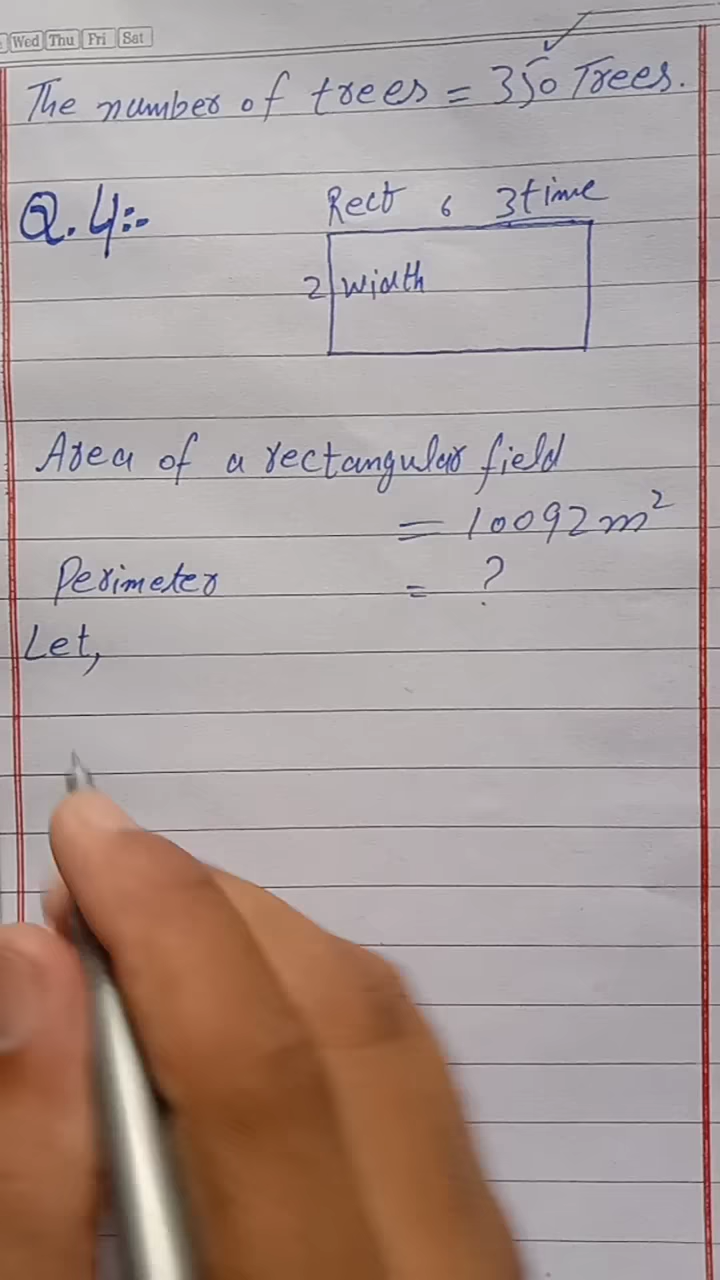 Wed Thu Fri Sat
The number of trees = 350 Trees.
Q.4:- Rect 6 3time
2 width
Area of a rectangular field
= 10092 m²
Perimeter = ?
Let,